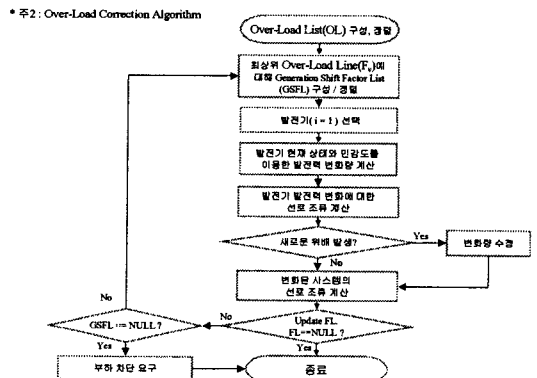 * 주2 : Over-Load Correction Algorithm
Over-Load List(OL) 구성, 정렬
최상위 Over-Load Line(Fᵥ)에
대해 Generation Shift Factor List
(GSFL) 구성 / 정렬
발전기( i = 1 ) 선택
발전기 현재 상태와 민감도를
이용한 발전력 변화량 계산
발전기 발전력 변화에 대한
선로 조류 계산
새로운 위배 발생?
Yes
변화량 수정
No
변화된 시스템의
선로 조류 계산
No
No
GSFL == NULL ?
Update FL
FL==NULL ?
Yes
Yes
부하 차단 요구
종료